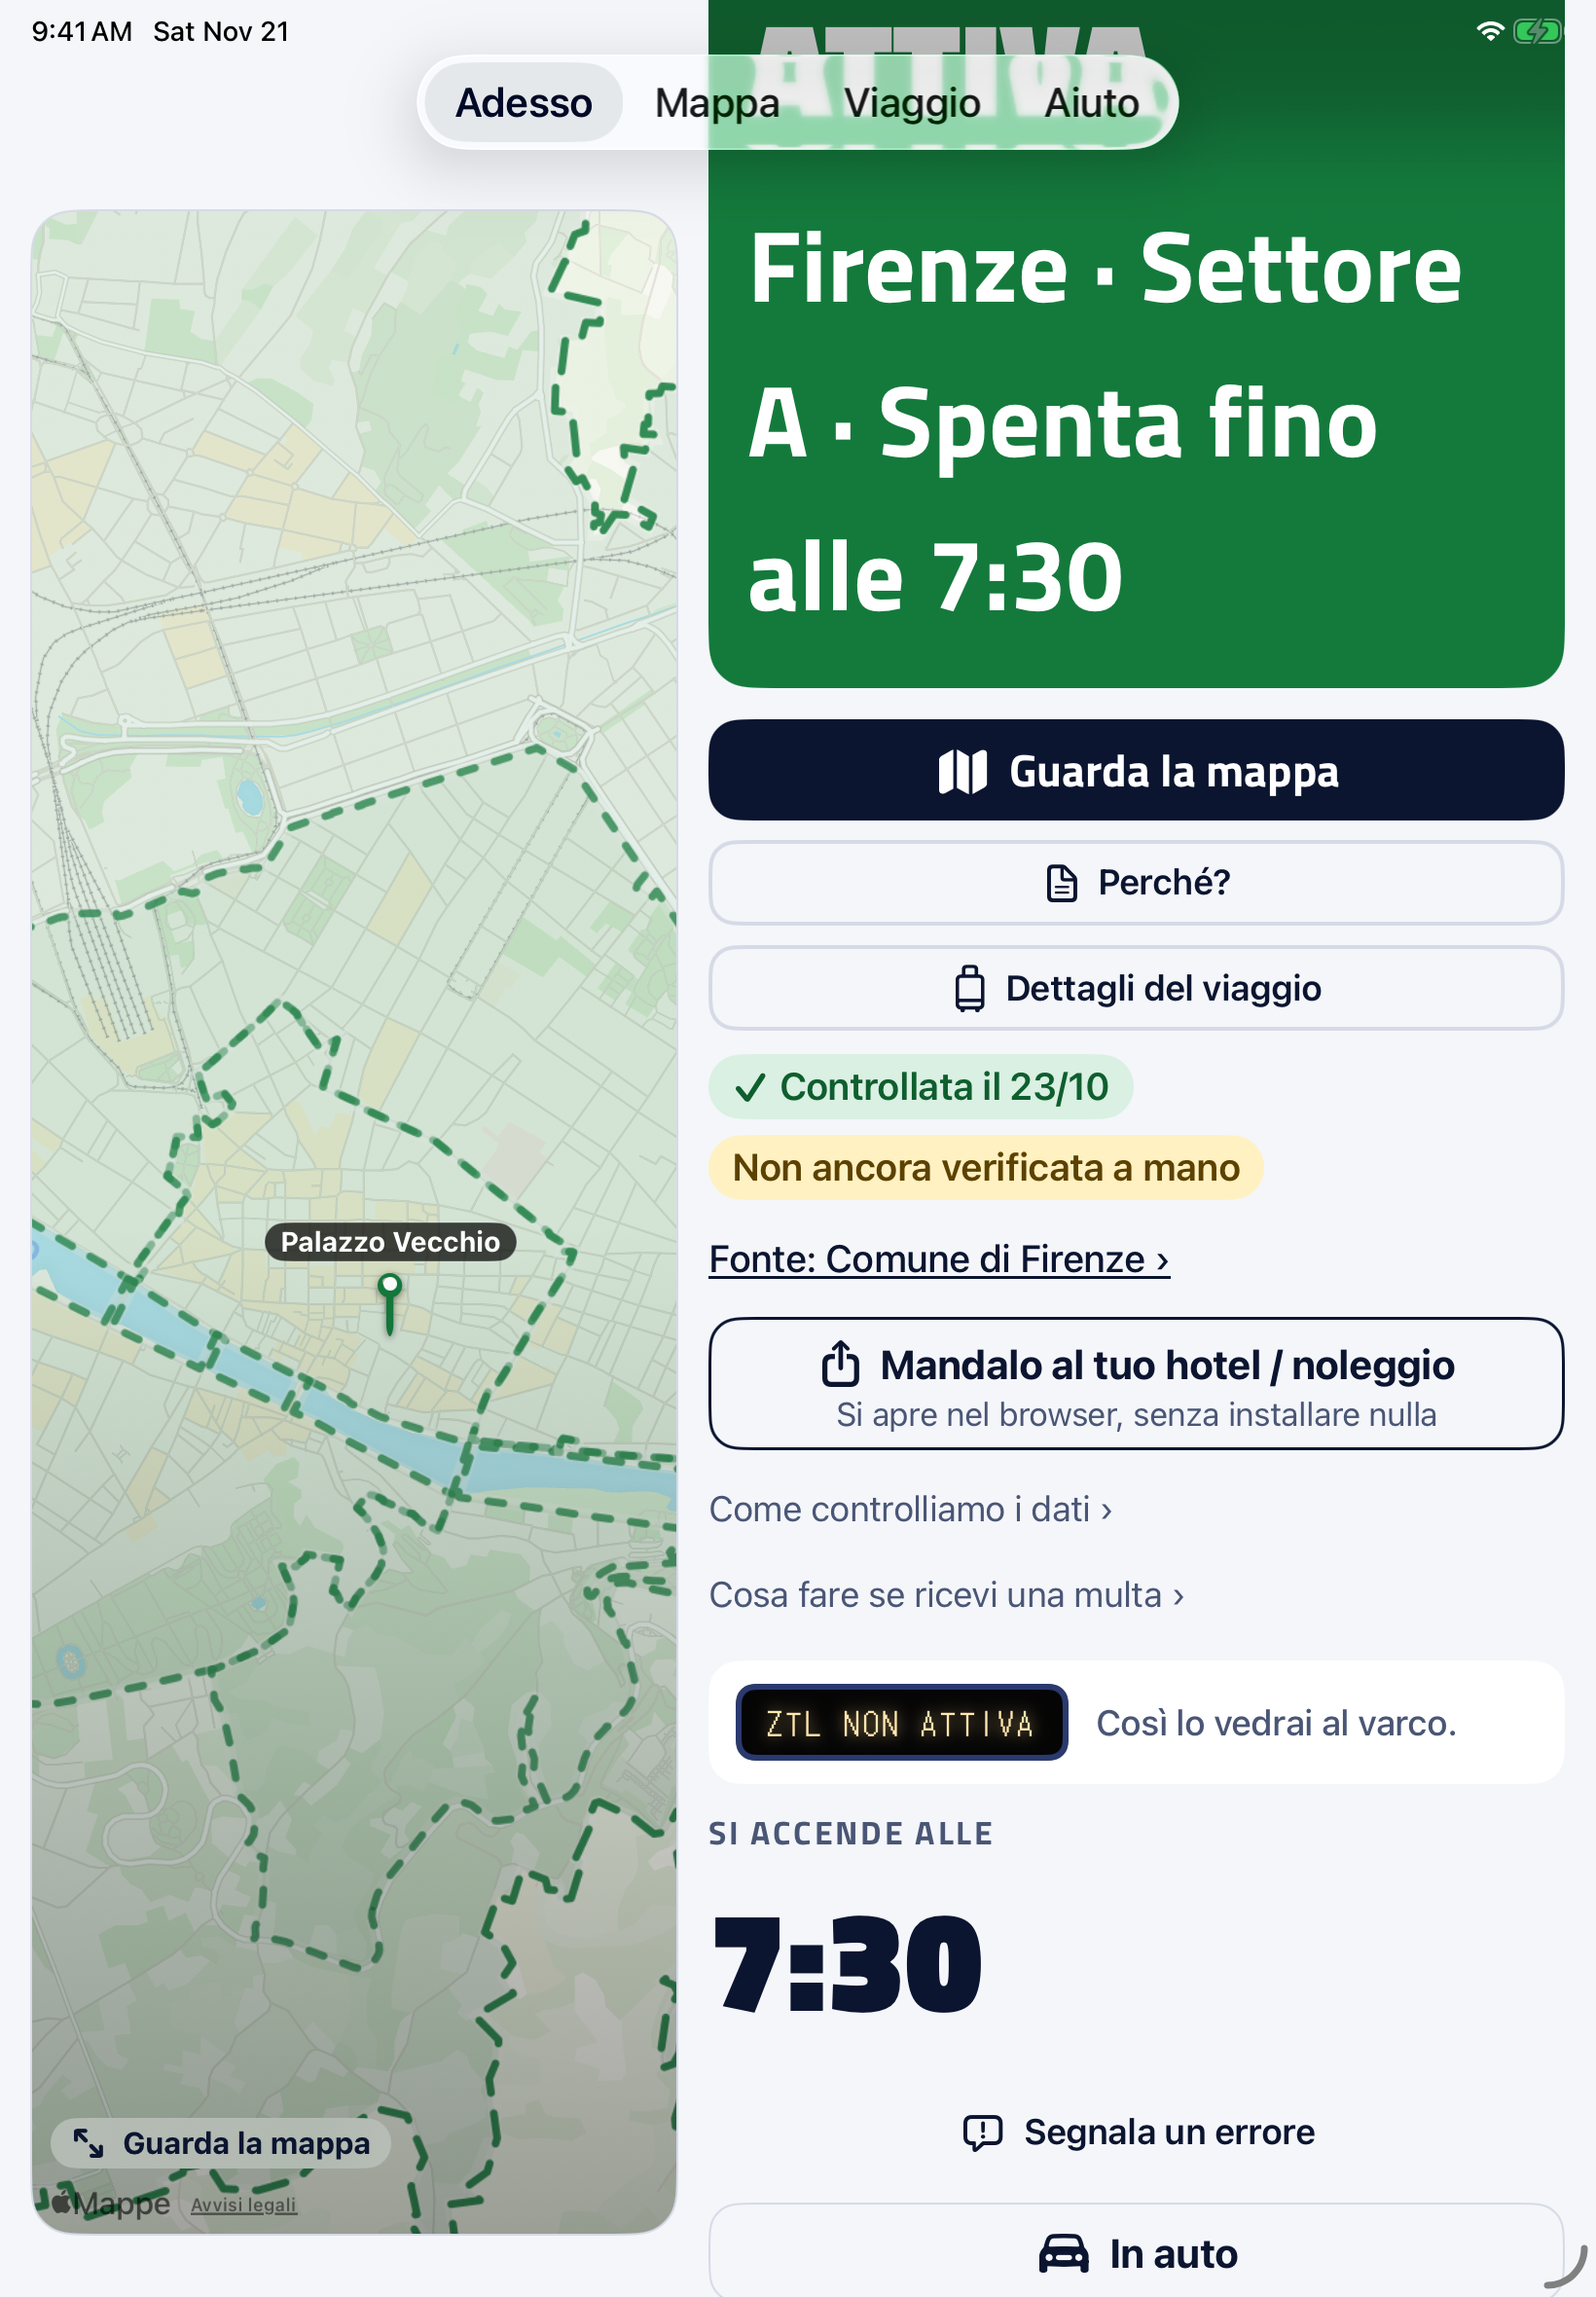 9:41 AM Sat Nov 21
ATTIVA
Adesso Mappa Viaggio Aiuto
Firenze · Settore
A · Spenta fino
alle 7:30
Guarda la mappa
Perché?
Dettagli del viaggio
✓ Controllata il 23/10
Non ancora verificata a mano
Fonte: Comune di Firenze ›
Mandalo al tuo hotel / noleggio
Si apre nel browser, senza installare nulla
Come controlliamo i dati ›
Cosa fare se ricevi una multa ›
ZTL NON ATTIVA
Così lo vedrai al varco.
SI ACCENDE ALLE
7:30
Segnala un errore
In auto
Palazzo Vecchio
Guarda la mappa
Mappe Avvisi legali